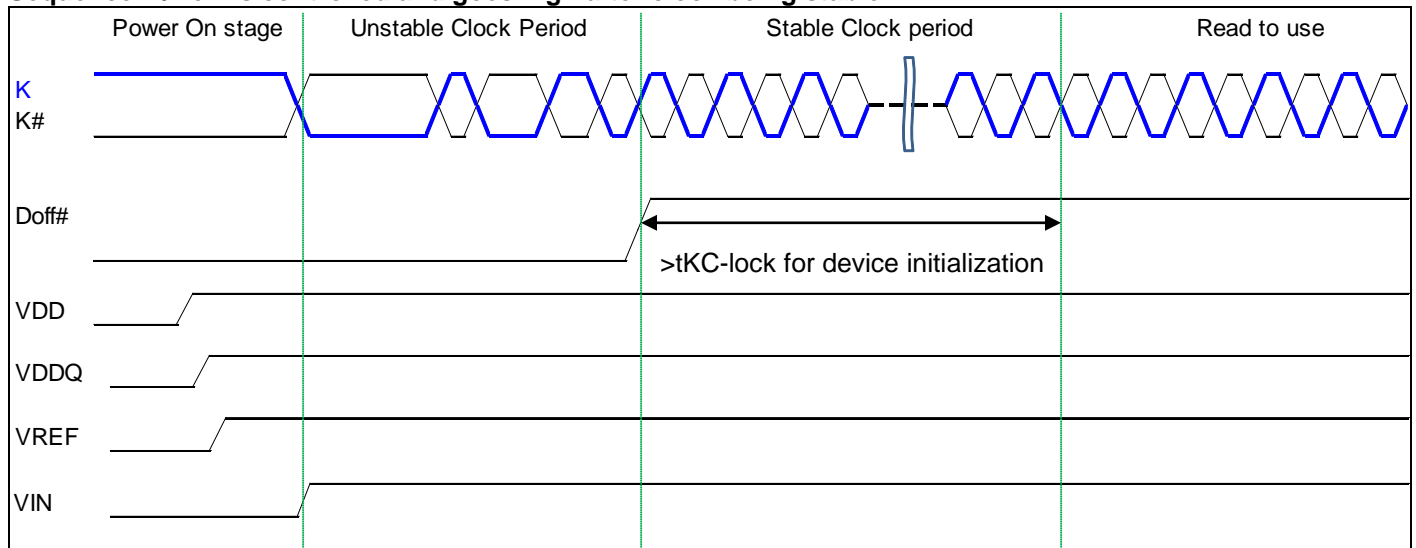 Power On stage Unstable Clock Period Stable Clock period Read to use
K
K#
Doff#
>tKC-lock for device initialization
VDD
VDDQ
VREF
VIN